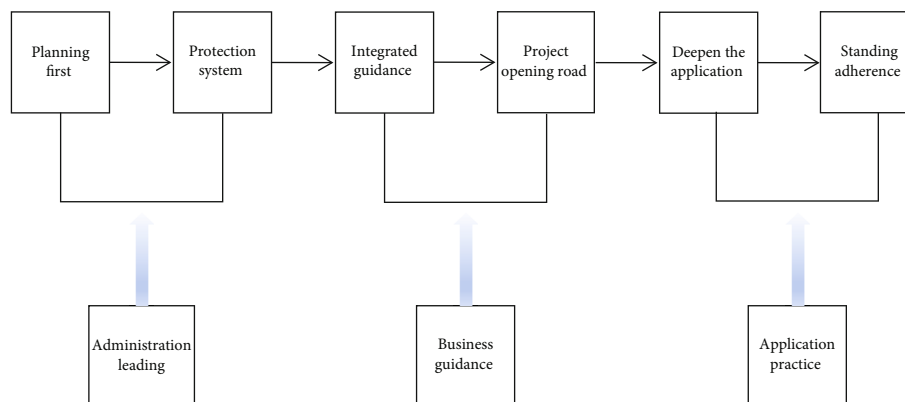 Planning
first
Protection
system
Integrated
guidance
Project
opening road
Deepen the
application
Standing
adherence
Administration
leading
Business
guidance
Application
practice